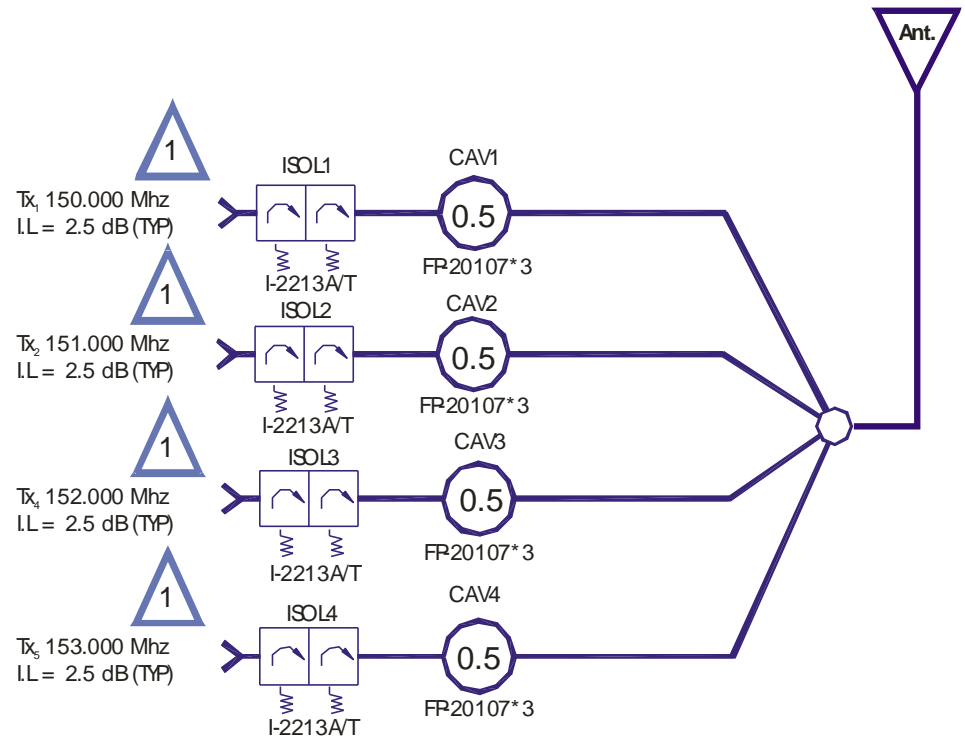 Ant.
1
ISOL1
CAV1
Tx1 150.000 Mhz
I.L = 2.5 dB (TYP)
0.5
FP-20107*3
I-2213A/T
1
ISOL2
CAV2
Tx2 151.000 Mhz
I.L = 2.5 dB (TYP)
0.5
FP-20107*3
I-2213A/T
1
ISOL3
CAV3
Tx4 152.000 Mhz
I.L = 2.5 dB (TYP)
0.5
FP-20107*3
I-2213A/T
1
ISOL4
CAV4
Tx5 153.000 Mhz
I.L = 2.5 dB (TYP)
0.5
FP-20107*3
I-2213A/T